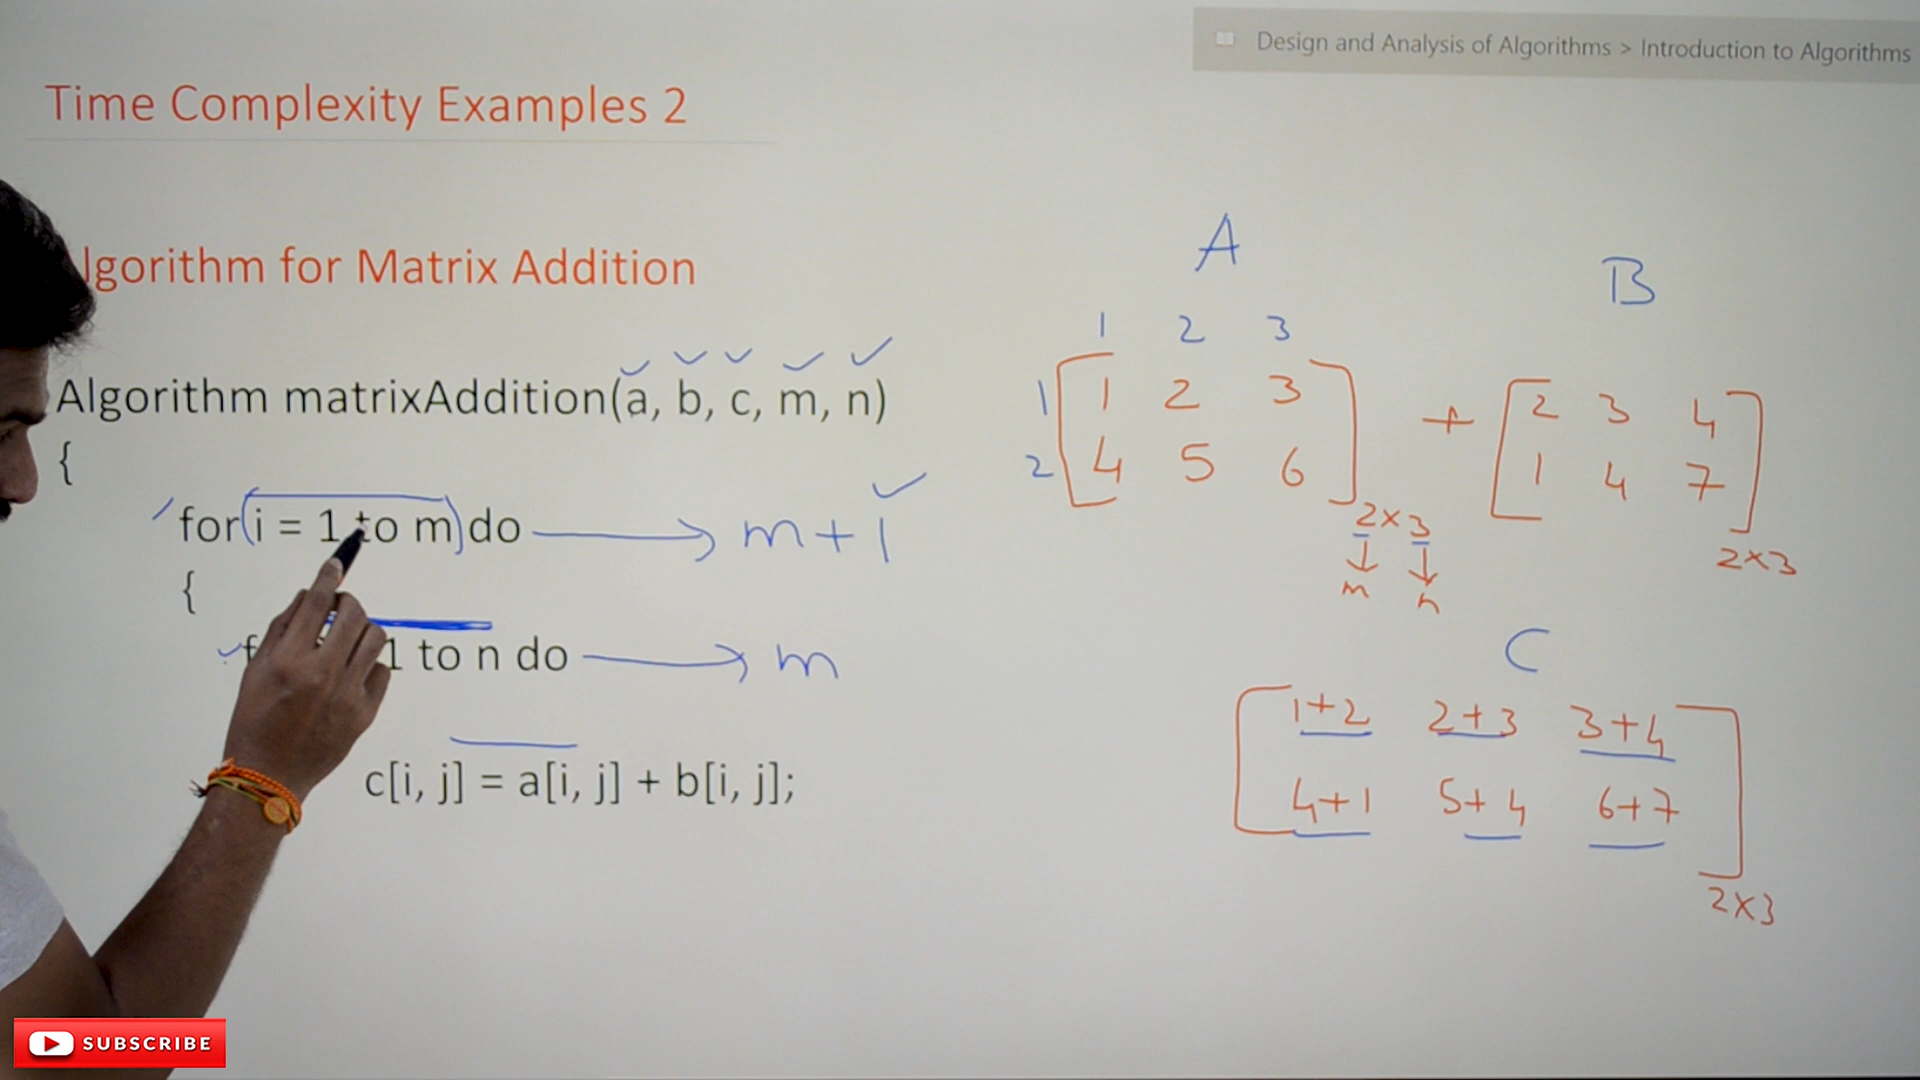 Design and Analysis of Algorithms > Introduction to Algorithms
Time Complexity Examples 2
lgorithm for Matrix Addition
Algorithm matrixAddition(a, b, c, m, n)
{
for(i = 1 to m) do → m + 1
{
1 to n do → m
c[i, j] = a[i, j] + b[i, j];
A
1 2 3
1 1 2 3
2 4 5 6
2x3
m n
+
B
2 3 4
1 4 7
2x3
C
1+2 2+3 3+4
4+1 5+4 6+7
2x3
SUBSCRIBE